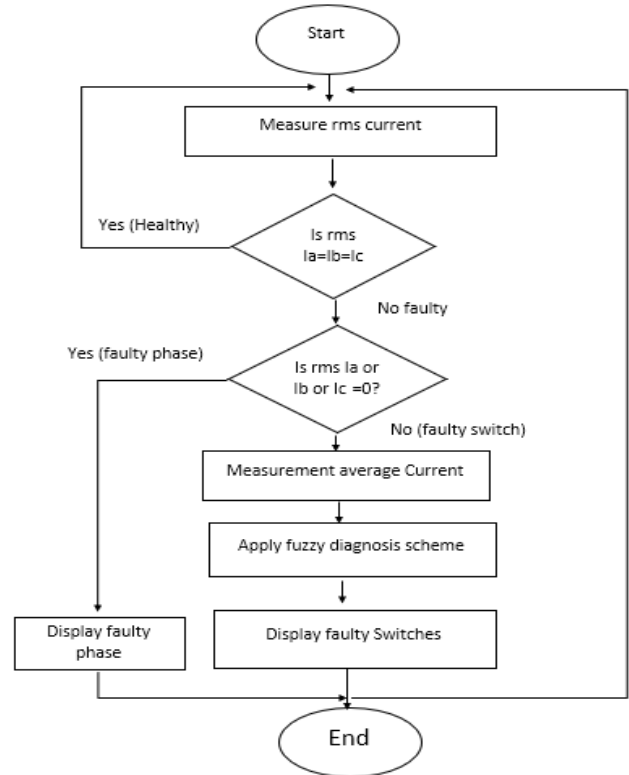 Start
Measure rms current
Yes (Healthy)
Is rms
Ia=Ib=Ic
No faulty
Yes (faulty phase)
Is rms Ia or
Ib or Ic =0?
No (faulty switch)
Measurement average Current
Apply fuzzy diagnosis scheme
Display faulty
phase
Display faulty Switches
End